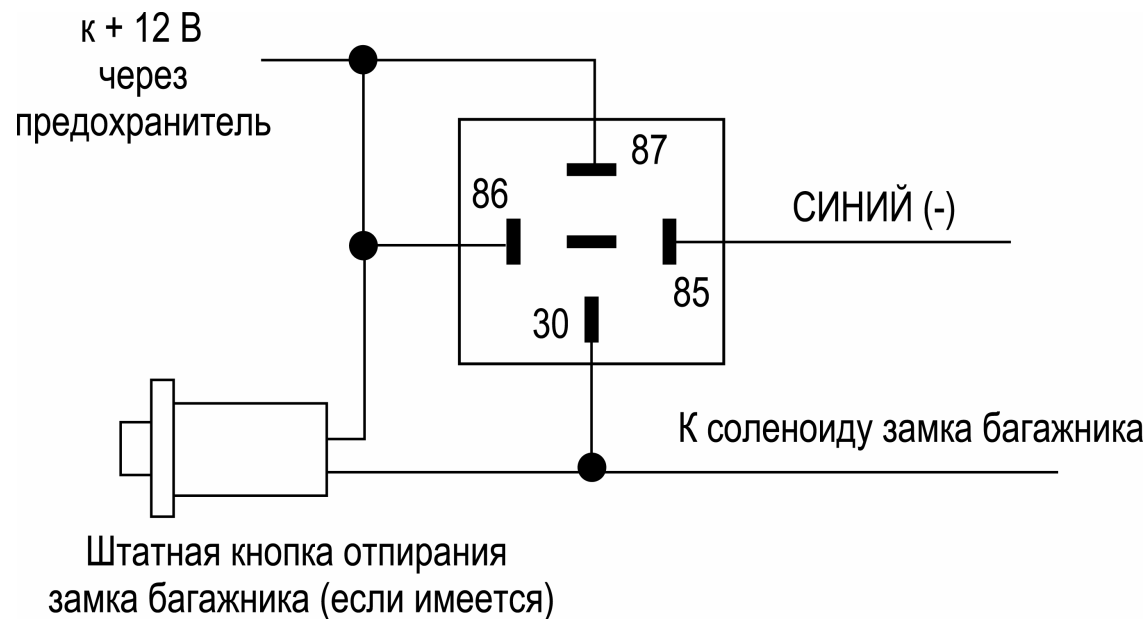 к + 12 В
через
предохранитель
87
86
СИНИЙ (-)
85
30
К соленоиду замка багажника
Штатная кнопка отпирания
замка багажника (если имеется)